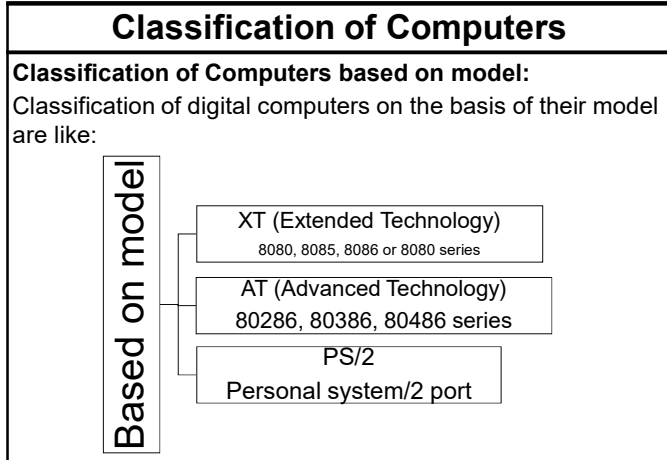 Classification of Computers
Classification of Computers based on model:
Classification of digital computers on the basis of their model
are like:
Based on model
XT (Extended Technology)
8080, 8085, 8086 or 8080 series
AT (Advanced Technology)
80286, 80386, 80486 series
PS/2
Personal system/2 port